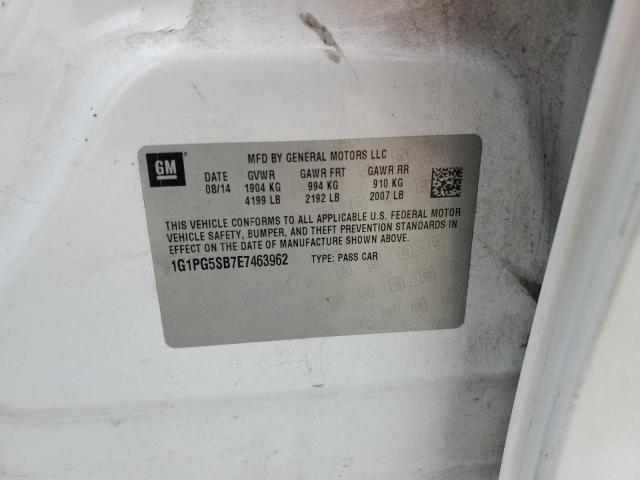 GM
MFD BY GENERAL MOTORS LLC
DATE GVWR GAWR FRT GAWR RR
08/14 1904 KG 994 KG 910 KG
4199 LB 2192 LB 2007 LB
THIS VEHICLE CONFORMS TO ALL APPLICABLE U.S. FEDERAL MOTOR
VEHICLE SAFETY, BUMPER, AND THEFT PREVENTION STANDARDS IN
EFFECT ON THE DATE OF MANUFACTURE SHOWN ABOVE.
1G1PG5SB7E7463962 TYPE: PASS CAR